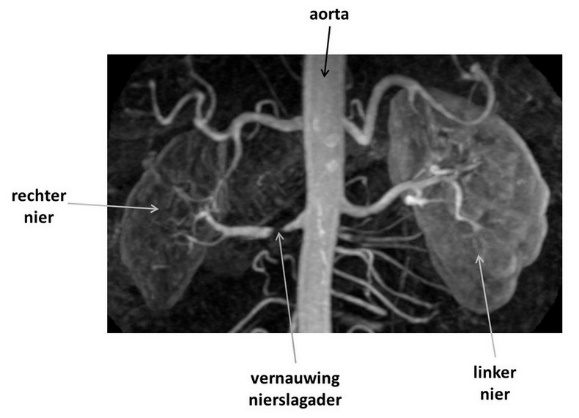 aorta
rechter
nier
vernauwing
nierslagader
linker
nier